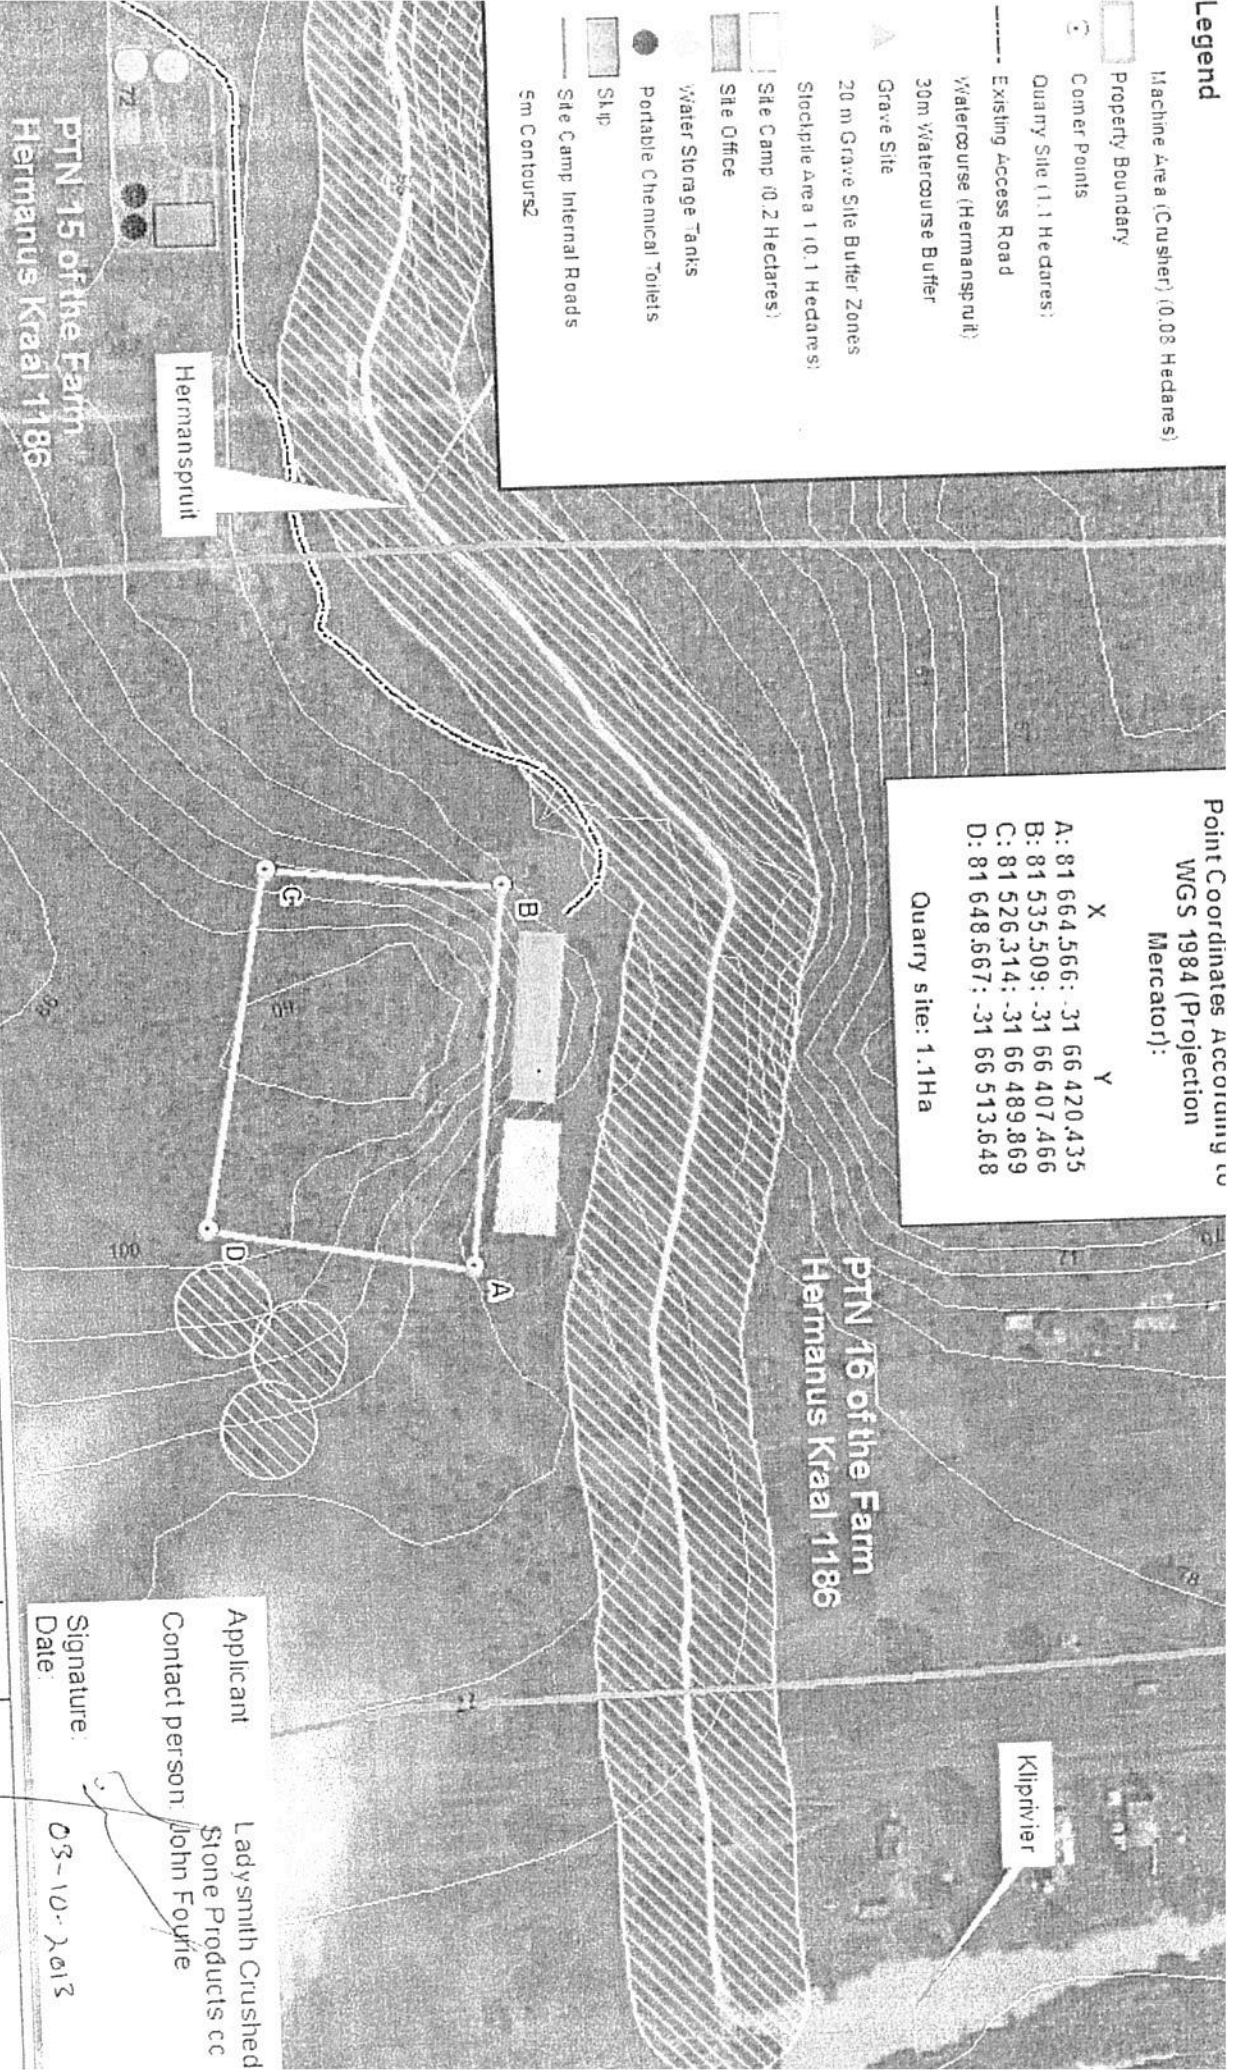 Legend
Machine Area (Crusher) (0.08 Hectares)
Property Boundary
Corner Points
Quarry Site (1.1 Hectares)
Existing Access Road
Watercourse (Hermanspruit)
30m Watercourse Buffer
Grave Site
20 m Grave Site Buffer Zones
Stockpile Area 1 (0.1 Hectares)
Site Camp (0.2 Hectares)
Site Office
Water Storage Tanks
Portable Chemical Toilets
Skip
Site Camp Internal Roads
5m Contours2
Point Coordinates According to
WGS 1984 (Projection
Mercator):
X Y
A: 81 664.566: -31 66 420.435
B: 81 535.509: -31 66 407.466
C: 81 526.314: -31 66 489.869
D: 81 648.667: -31 66 513.648
Quarry site: 1.1Ha
PTN 16 of the Farm
Hermanus Kraal 1186
Kliprivier
Hermanspruit
PTN 15 of the Farm
Hermanus Kraal 1186
72
78
B
A
C
D
100
Applicant Ladysmith Crushed
Stone Products cc
Contact person: John Fourie
Signature:
Date: 03-10-2013